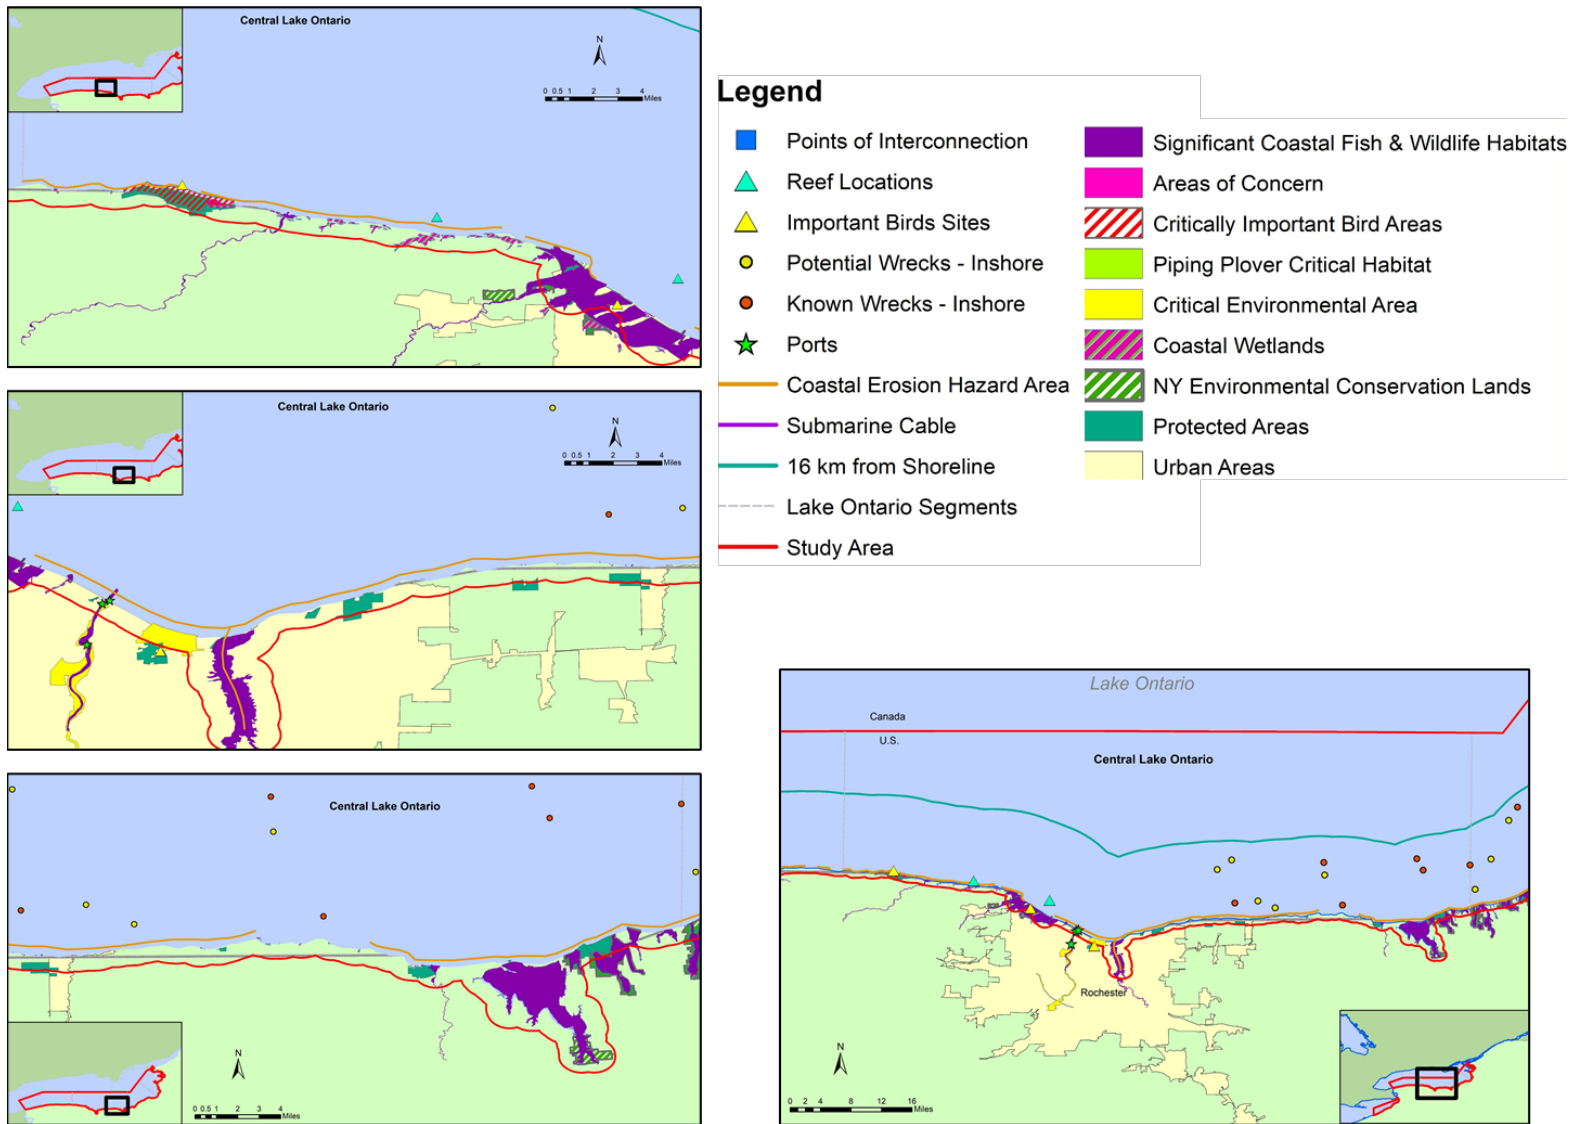 Central Lake Ontario
N
0 0.5 1 2 3 4
Miles
Legend
Points of Interconnection
Reef Locations
Important Birds Sites
Potential Wrecks - Inshore
Known Wrecks - Inshore
Ports
Coastal Erosion Hazard Area
Submarine Cable
16 km from Shoreline
Lake Ontario Segments
Study Area
Significant Coastal Fish & Wildlife Habitats
Areas of Concern
Critically Important Bird Areas
Piping Plover Critical Habitat
Critical Environmental Area
Coastal Wetlands
NY Environmental Conservation Lands
Protected Areas
Urban Areas
Central Lake Ontario
N
0 0.5 1 2 3 4
Miles
Central Lake Ontario
N
0 0.5 1 2 3 4
Miles
Lake Ontario
Canada
U.S.
Central Lake Ontario
Rochester
N
0 2 4 8 12 16
Miles